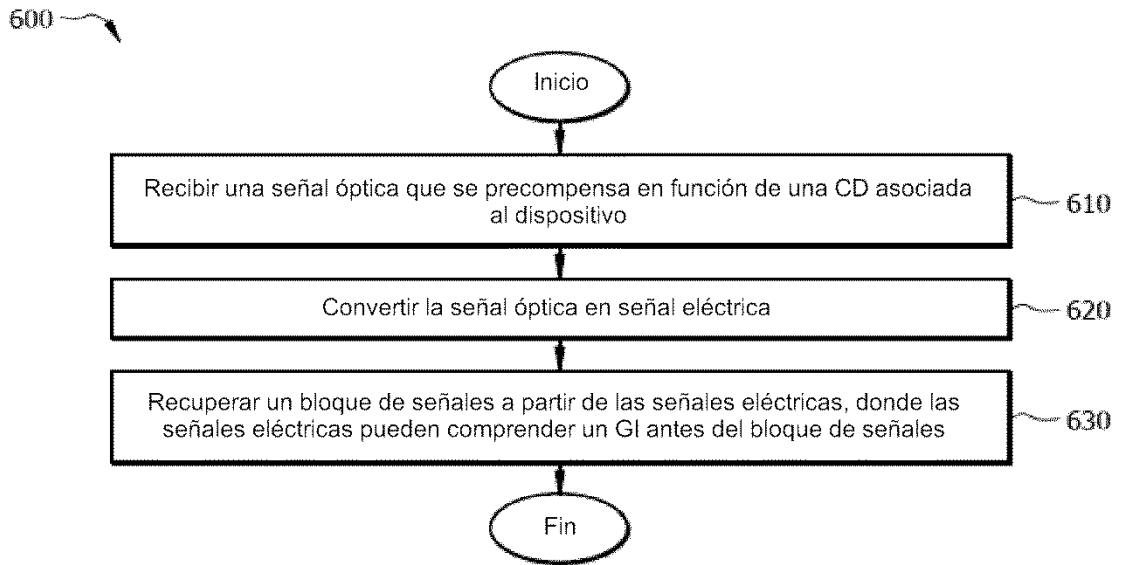 600
Inicio
Recibir una señal óptica que se precompensa en función de una CD asociada
al dispositivo
610
Convertir la señal óptica en señal eléctrica
620
Recuperar un bloque de señales a partir de las señales eléctricas, donde las
señales eléctricas pueden comprender un GI antes del bloque de señales
630
Fin